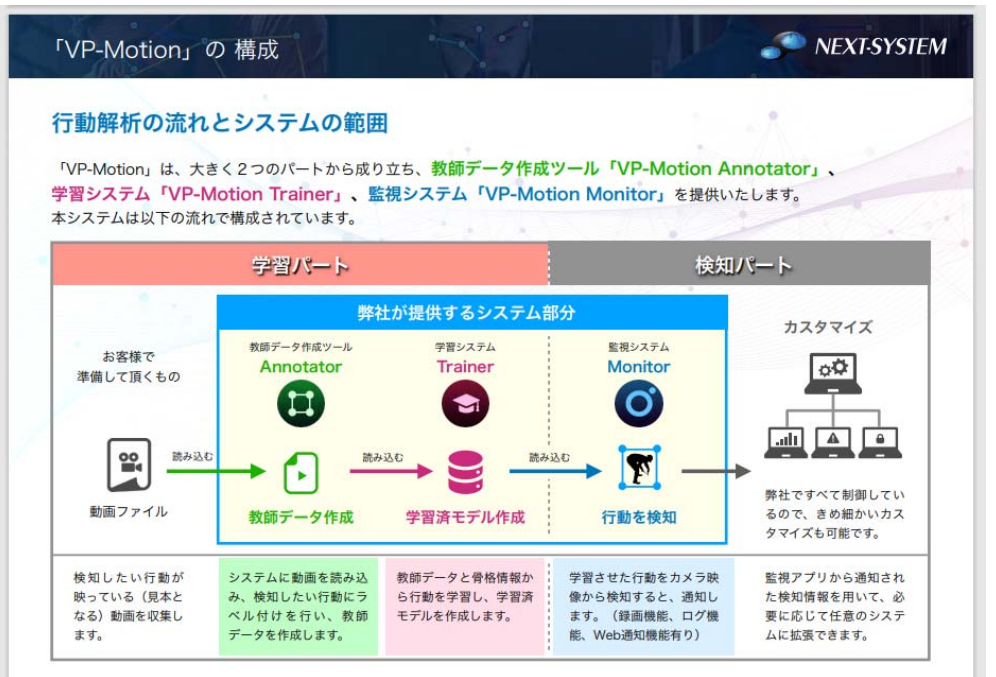 「VP-Motion」の 構成
NEXT-SYSTEM
行動解析の流れとシステムの範囲
「VP-Motion」は、大きく２つのパートから成り立ち、教師データ作成ツール「VP-Motion Annotator」、
学習システム「VP-Motion Trainer」、監視システム「VP-Motion Monitor」を提供いたします。
本システムは以下の流れで構成されています。
学習パート
検知パート
弊社が提供するシステム部分
お客様で
準備して頂くもの
動画ファイル
読み込む
教師データ作成ツール
Annotator
教師データ作成
読み込む
学習システム
Trainer
学習済モデル作成
読み込む
監視システム
Monitor
行動を検知
カスタマイズ
弊社ですべて制御してい
るので、きめ細かいカス
タマイズも可能です。
検知したい行動が
映っている（見本と
なる）動画を収集し
ます。
システムに動画を読み込
み、検知したい行動にラ
ベル付けを行い、教師
データを作成します。
教師データと骨格情報か
ら行動を学習し、学習済
モデルを作成します。
学習させた行動をカメラ映
像から検知すると、通知し
ます。（録画機能、ログ機
能、Web通知機能有り）
監視アプリから通知され
た検知情報を用いて、必
要に応じて任意のシステ
ムに拡張できます。